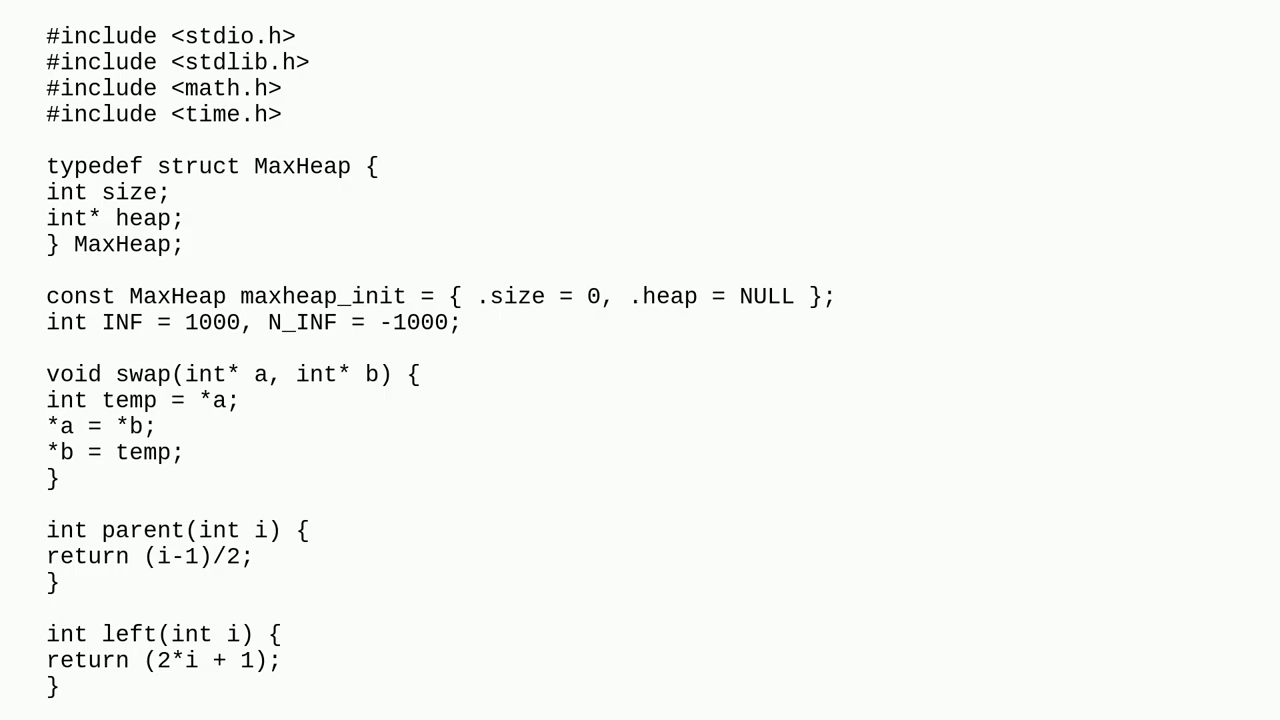 #include <stdio.h>
#include <stdlib.h>
#include <math.h>
#include <time.h>
typedef struct MaxHeap {
int size;
int* heap;
} MaxHeap;
const MaxHeap maxheap_init = { .size = 0, .heap = NULL };
int INF = 1000, N_INF = -1000;
void swap(int* a, int* b) {
int temp = *a;
*a = *b;
*b = temp;
}
int parent(int i) {
return (i-1)/2;
}
int left(int i) {
return (2*i + 1);
}